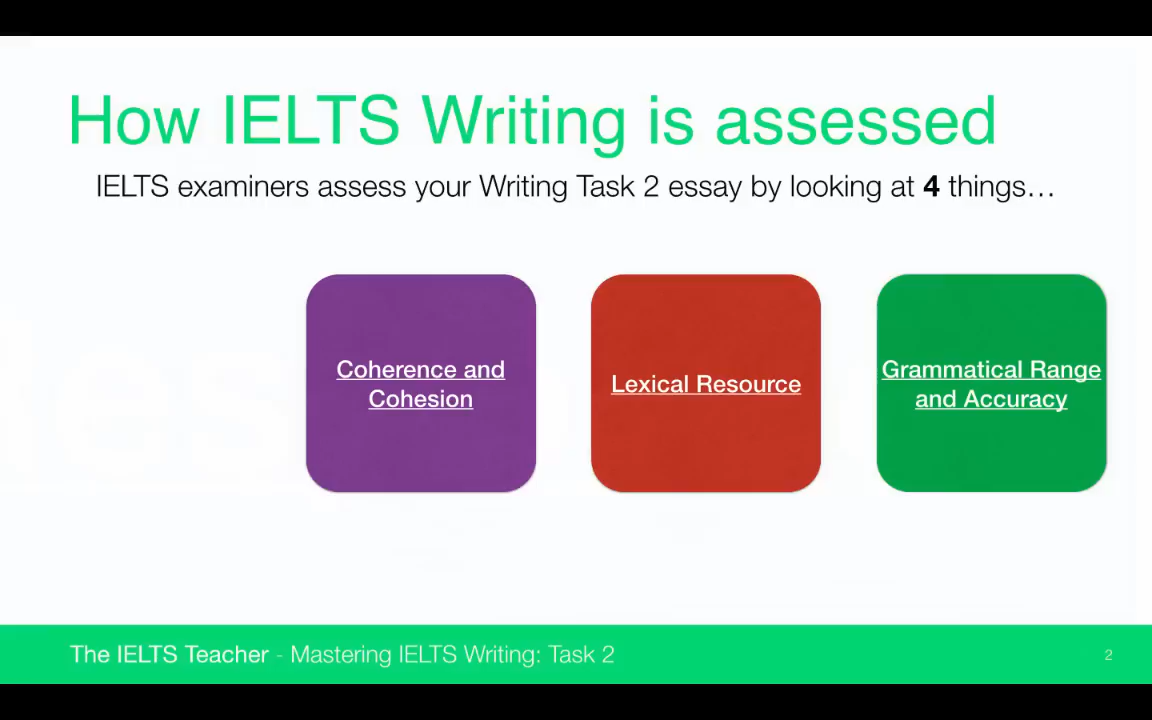 How IELTS Writing is assessed
IELTS examiners assess your Writing Task 2 essay by looking at 4 things…
Coherence and
Cohesion
Lexical Resource
Grammatical Range
and Accuracy
The IELTS Teacher - Mastering IELTS Writing: Task 2
2